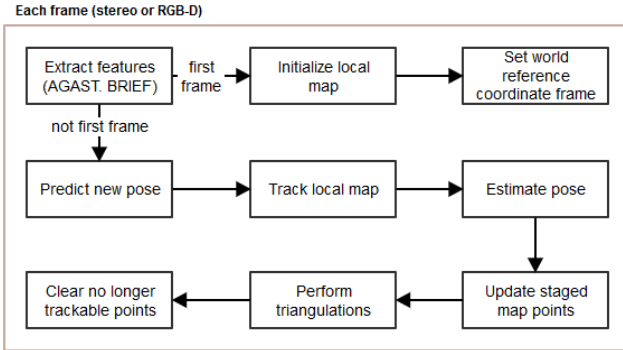 Each frame (stereo or RGB-D)
Extract features
(AGAST. BRIEF)
first
frame
Initialize local
map
Set world
reference
coordinate frame
not first frame
Predict new pose
Track local map
Estimate pose
Clear no longer
trackable points
Perform
triangulations
Update staged
map points